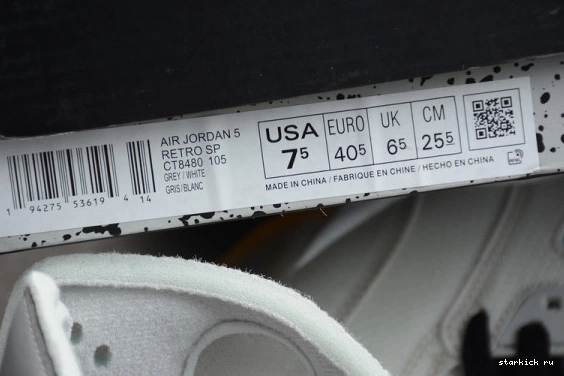 AIR JORDAN 5
RETRO SP
CT8480 105
GREY / WHITE
GRIS/BLANC
1 94275 53619 4 14
USA EURO UK CM
7⁵ 40⁵ 6⁵ 25⁵
MADE IN CHINA / FABRIQUE EN CHINE / HECHO EN CHINA
starkick ru